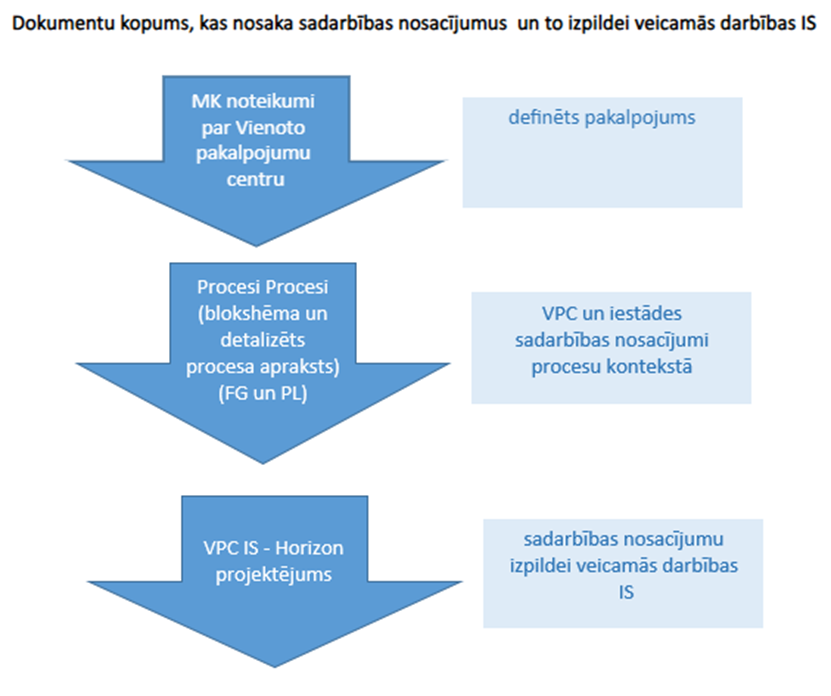 Dokumentu kopums, kas nosaka sadarbības nosacījumus un to izpildei veicamās darbības IS
MK noteikumi
par Vienoto
pakalpojumu
centru
definēts pakalpojums
Procesi Procesi
(blokshēma un
detalizēts
procesa apraksts)
(FG un PL)
VPC un iestādes
sadarbības nosacījumi
procesu kontekstā
VPC IS - Horizon
projektējums
sadarbības nosacījumu
izpildei veicamās darbības
IS